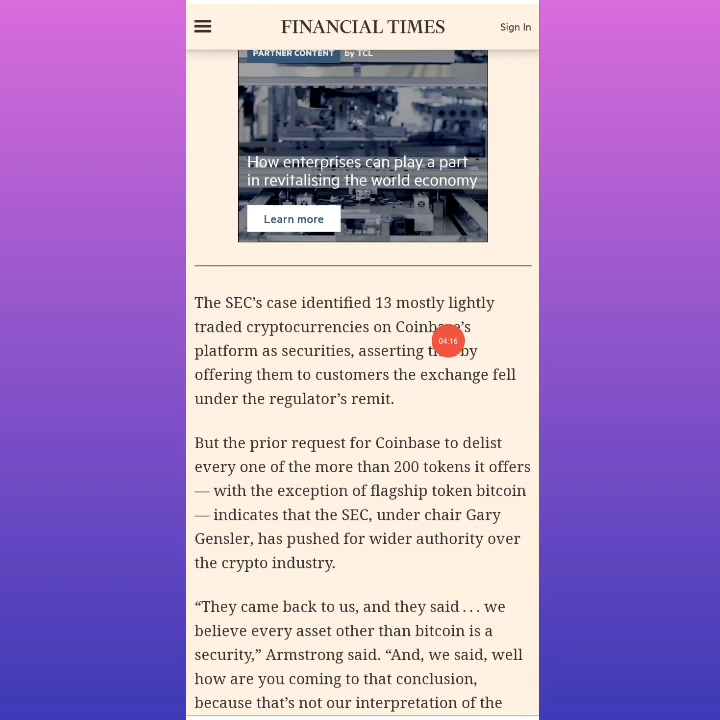 FINANCIAL TIMES
Sign In
PARTNER CONTENT by TCL
How enterprises can play a part
in revitalising the world economy
Learn more
The SEC's case identified 13 mostly lightly
traded cryptocurrencies on Coinbase's
04:16
platform as securities, asserting by
offering them to customers the exchange fell
under the regulator's remit.
But the prior request for Coinbase to delist
every one of the more than 200 tokens it offers
— with the exception of flagship token bitcoin
— indicates that the SEC, under chair Gary
Gensler, has pushed for wider authority over
the crypto industry.
“They came back to us, and they said . . . we
believe every asset other than bitcoin is a
security,” Armstrong said. “And, we said, well
how are you coming to that conclusion,
because that's not our interpretation of the